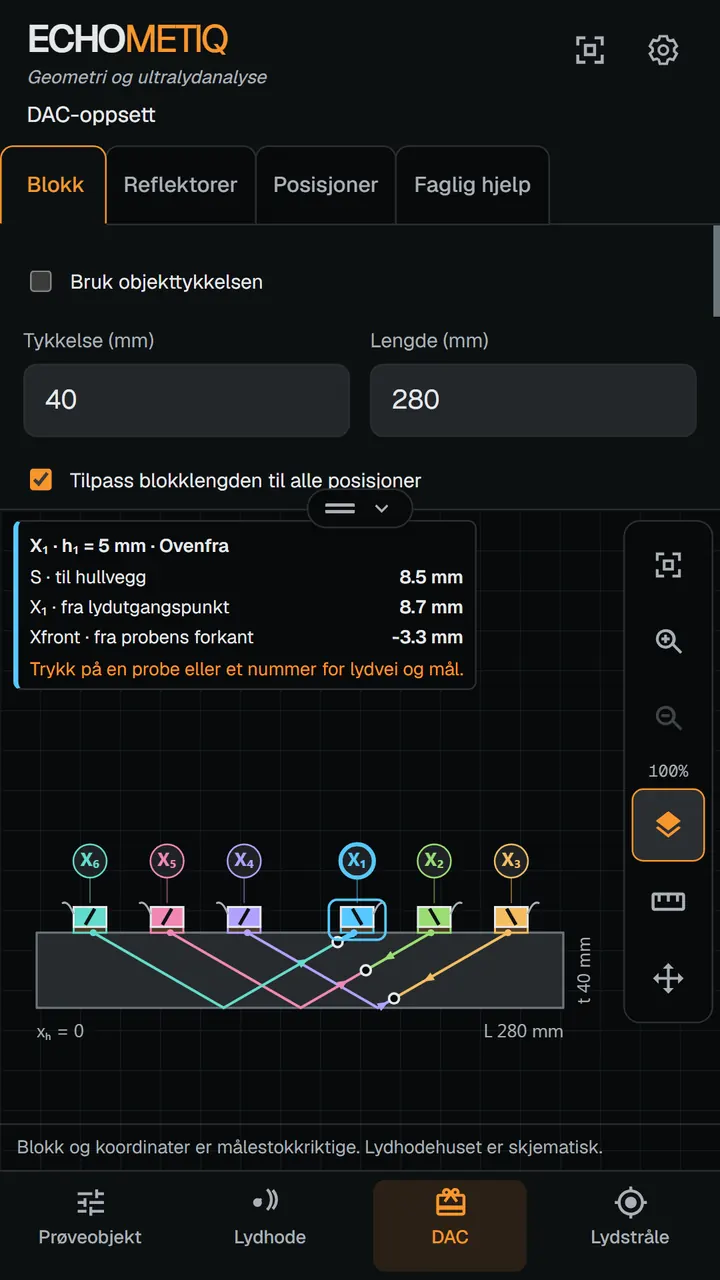 ECHOMETIQ
Geometri og ultralydanalyse
DAC-oppsett
Blokk Reflektorer Posisjoner Faglig hjelp
Bruk objekttykkelsen
Tykkelse (mm) Lengde (mm)
40 280
Tilpass blokklengden til alle posisjoner
X₁ · h₁ = 5 mm · Ovenfra
S · til hullvegg 8.5 mm
X₁ · fra lydutgangspunkt 8.7 mm
Xfront · fra probens forkant -3.3 mm
Trykk på en probe eller et nummer for lydvei og mål.
100%
X₆ X₅ X₄ X₁ X₂ X₃
t 40 mm
xₕ = 0 L 280 mm
Blokk og koordinater er målestokkriktige. Lydhodehuset er skjematisk.
Prøveobjekt Lydhode DAC Lydstråle